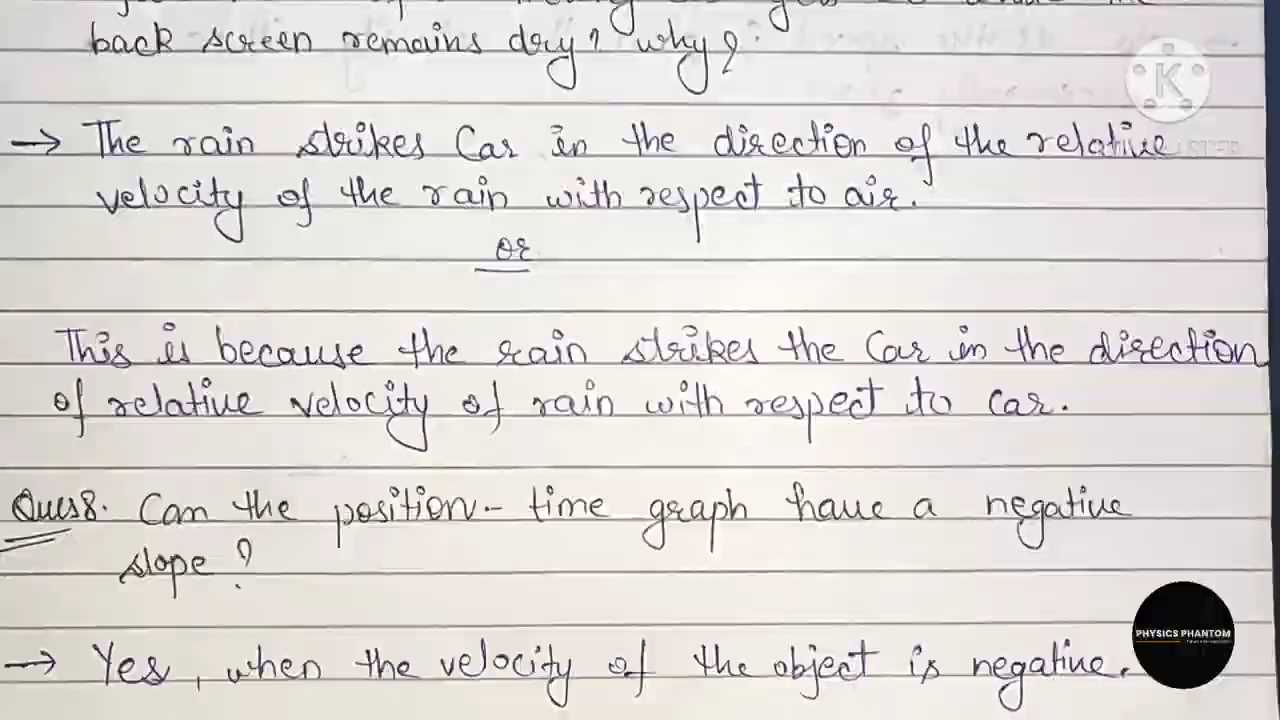 back screen remains dry? why?
→ The rain strikes Car in the direction of the relative
velocity of the rain with respect to air.
or
This is because the rain strikes the Car in the direction
of relative velocity of rain with respect to car.
Ques8. Can the position - time graph have a negative
slope?
→ Yes, when the velocity of the object is negative.
K
PHYSICS PHANTOM